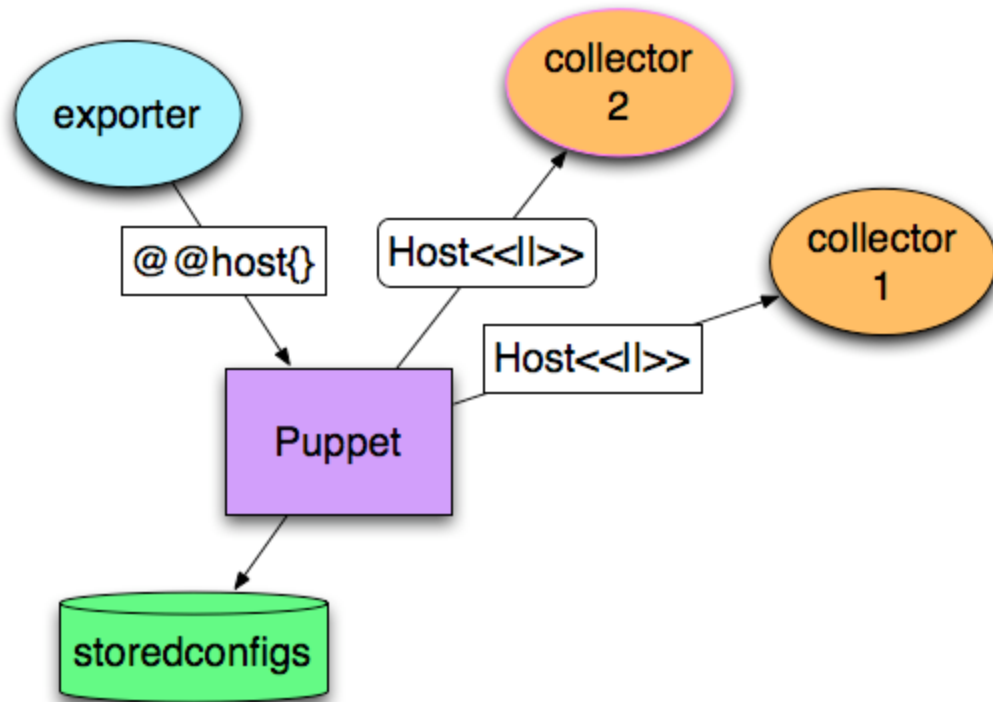 exporter
collector
2
@@host{}
Host<<||>>
collector
1
Host<<||>>
Puppet
storedconfigs